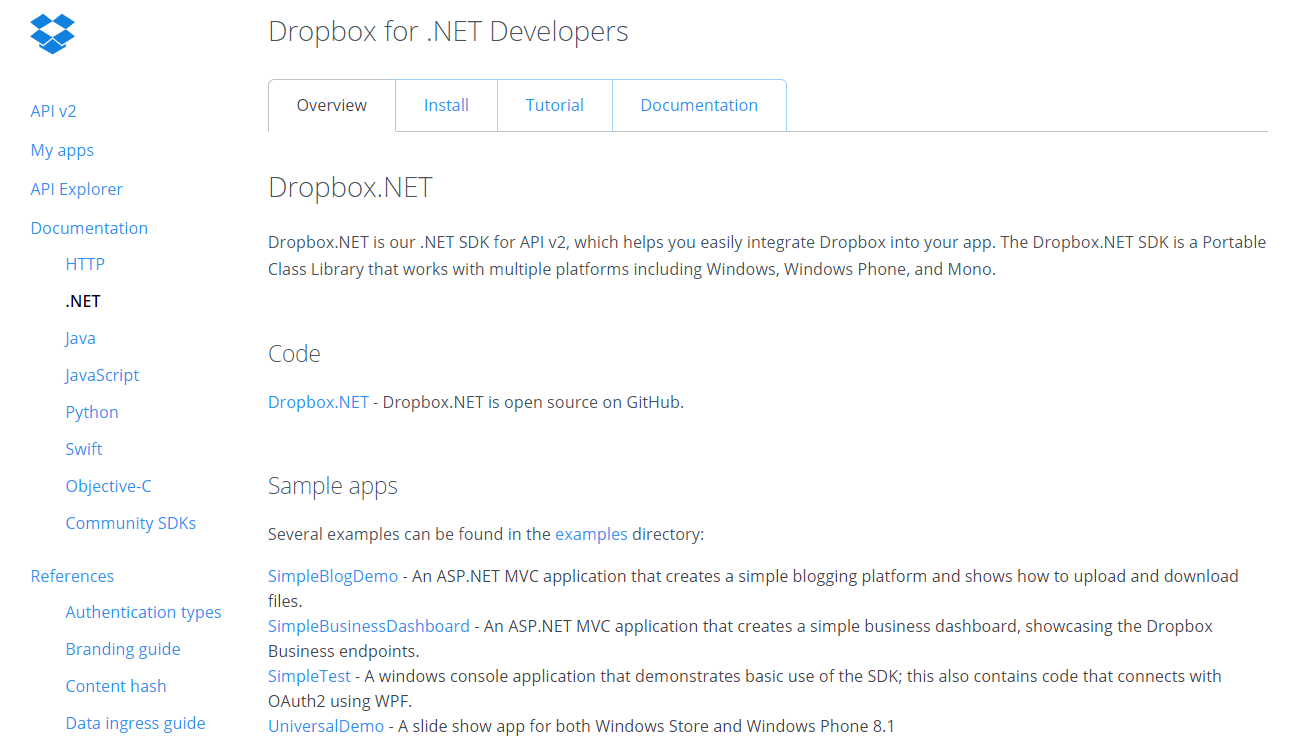 Dropbox for .NET Developers
Overview
Install
Tutorial
Documentation
API v2
My apps
API Explorer
Documentation
HTTP
.NET
Java
JavaScript
Python
Swift
Objective-C
Community SDKs
References
Authentication types
Branding guide
Content hash
Data ingress guide
Dropbox.NET
Dropbox.NET is our .NET SDK for API v2, which helps you easily integrate Dropbox into your app. The Dropbox.NET SDK is a Portable
Class Library that works with multiple platforms including Windows, Windows Phone, and Mono.
Code
Dropbox.NET - Dropbox.NET is open source on GitHub.
Sample apps
Several examples can be found in the examples directory:
SimpleBlogDemo - An ASP.NET MVC application that creates a simple blogging platform and shows how to upload and download
files.
SimpleBusinessDashboard - An ASP.NET MVC application that creates a simple business dashboard, showcasing the Dropbox
Business endpoints.
SimpleTest - A windows console application that demonstrates basic use of the SDK; this also contains code that connects with
OAuth2 using WPF.
UniversalDemo - A slide show app for both Windows Store and Windows Phone 8.1